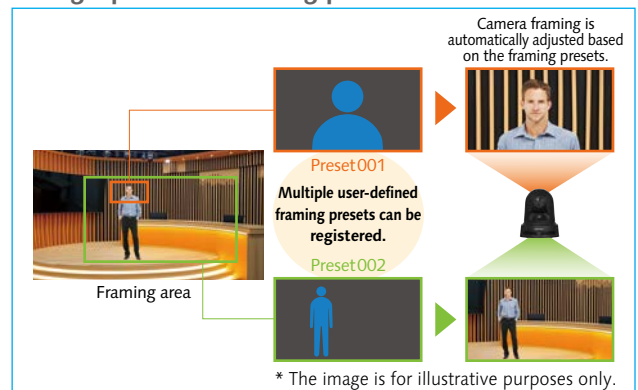 Camera framing is
automatically adjusted based
on the framing presets.
Preset001
Multiple user-defined
framing presets can be
registered.
Preset002
Framing area
* The image is for illustrative purposes only.